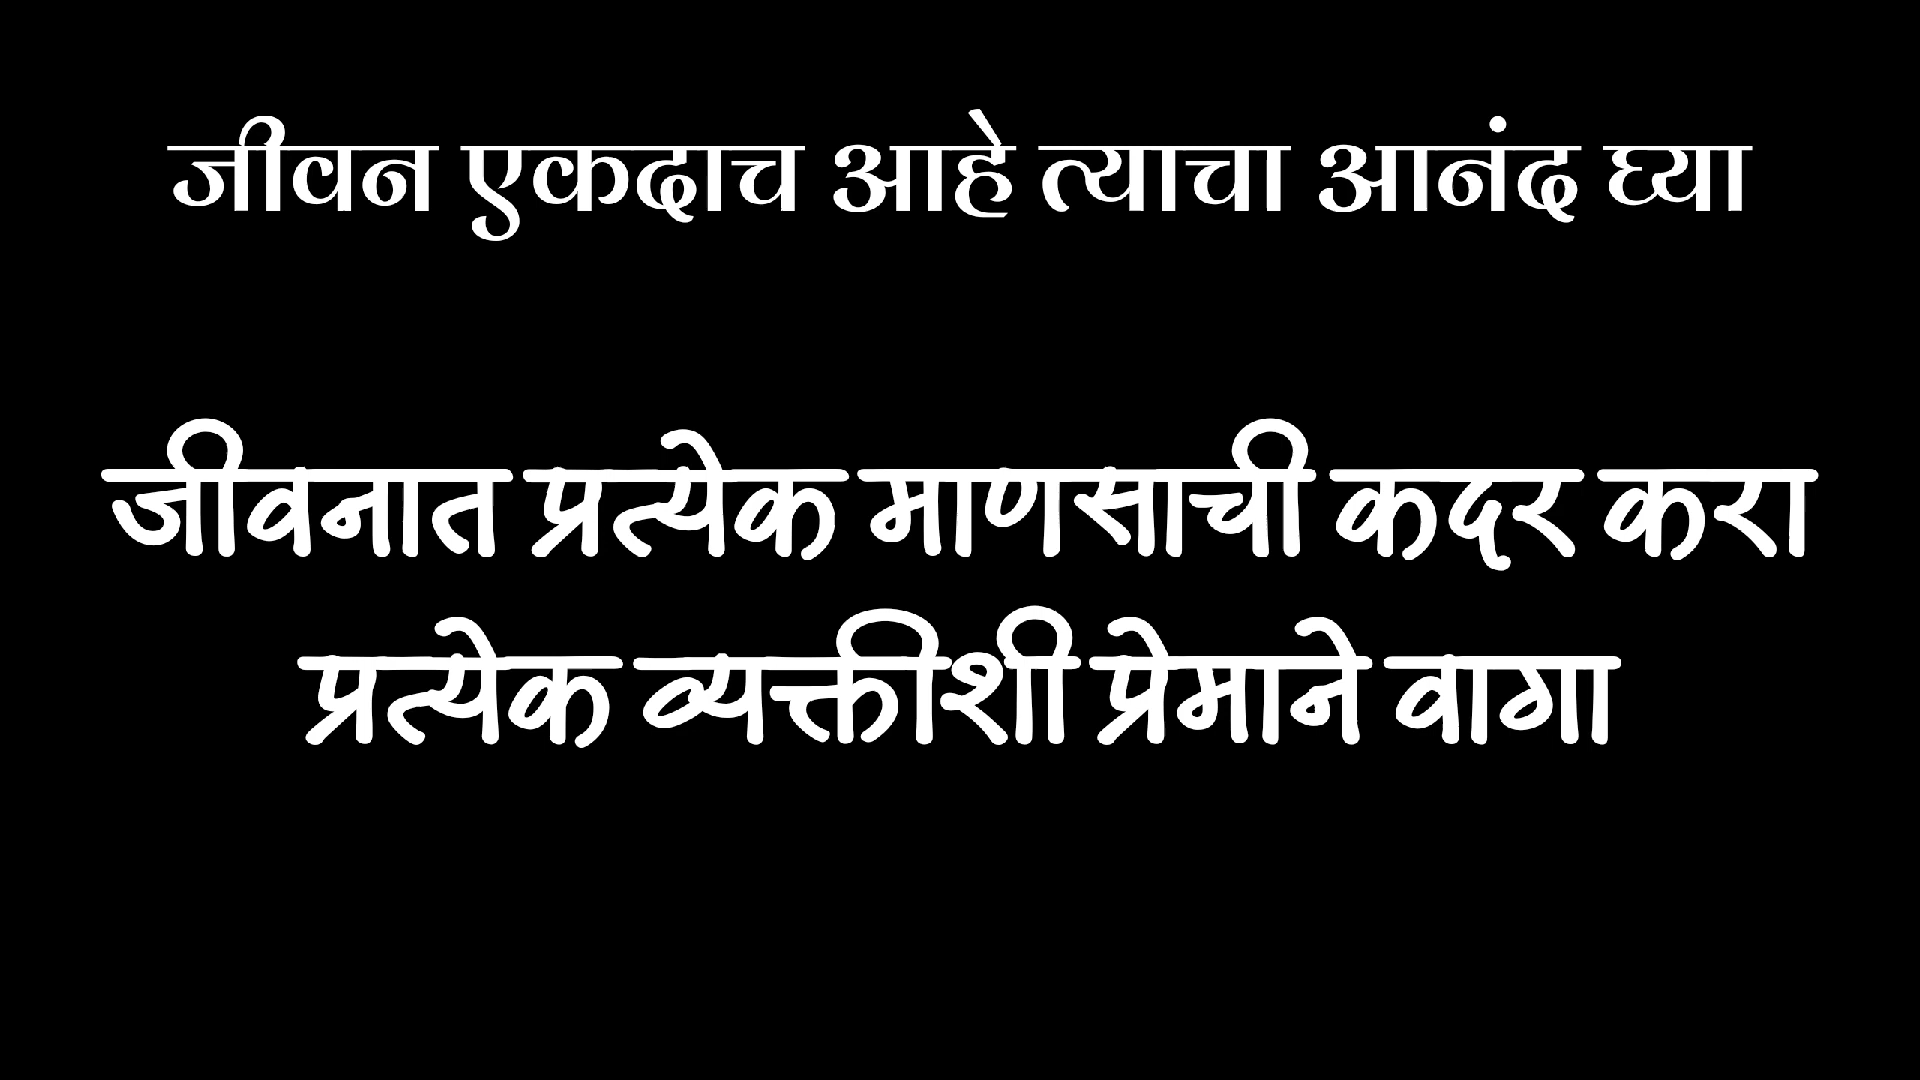 जीवन एकदाच आहे त्याचा आनंद घ्या
जीवनात प्रत्येक माणसाची कदर करा
प्रत्येक व्यक्तीशी प्रेमाने वागा